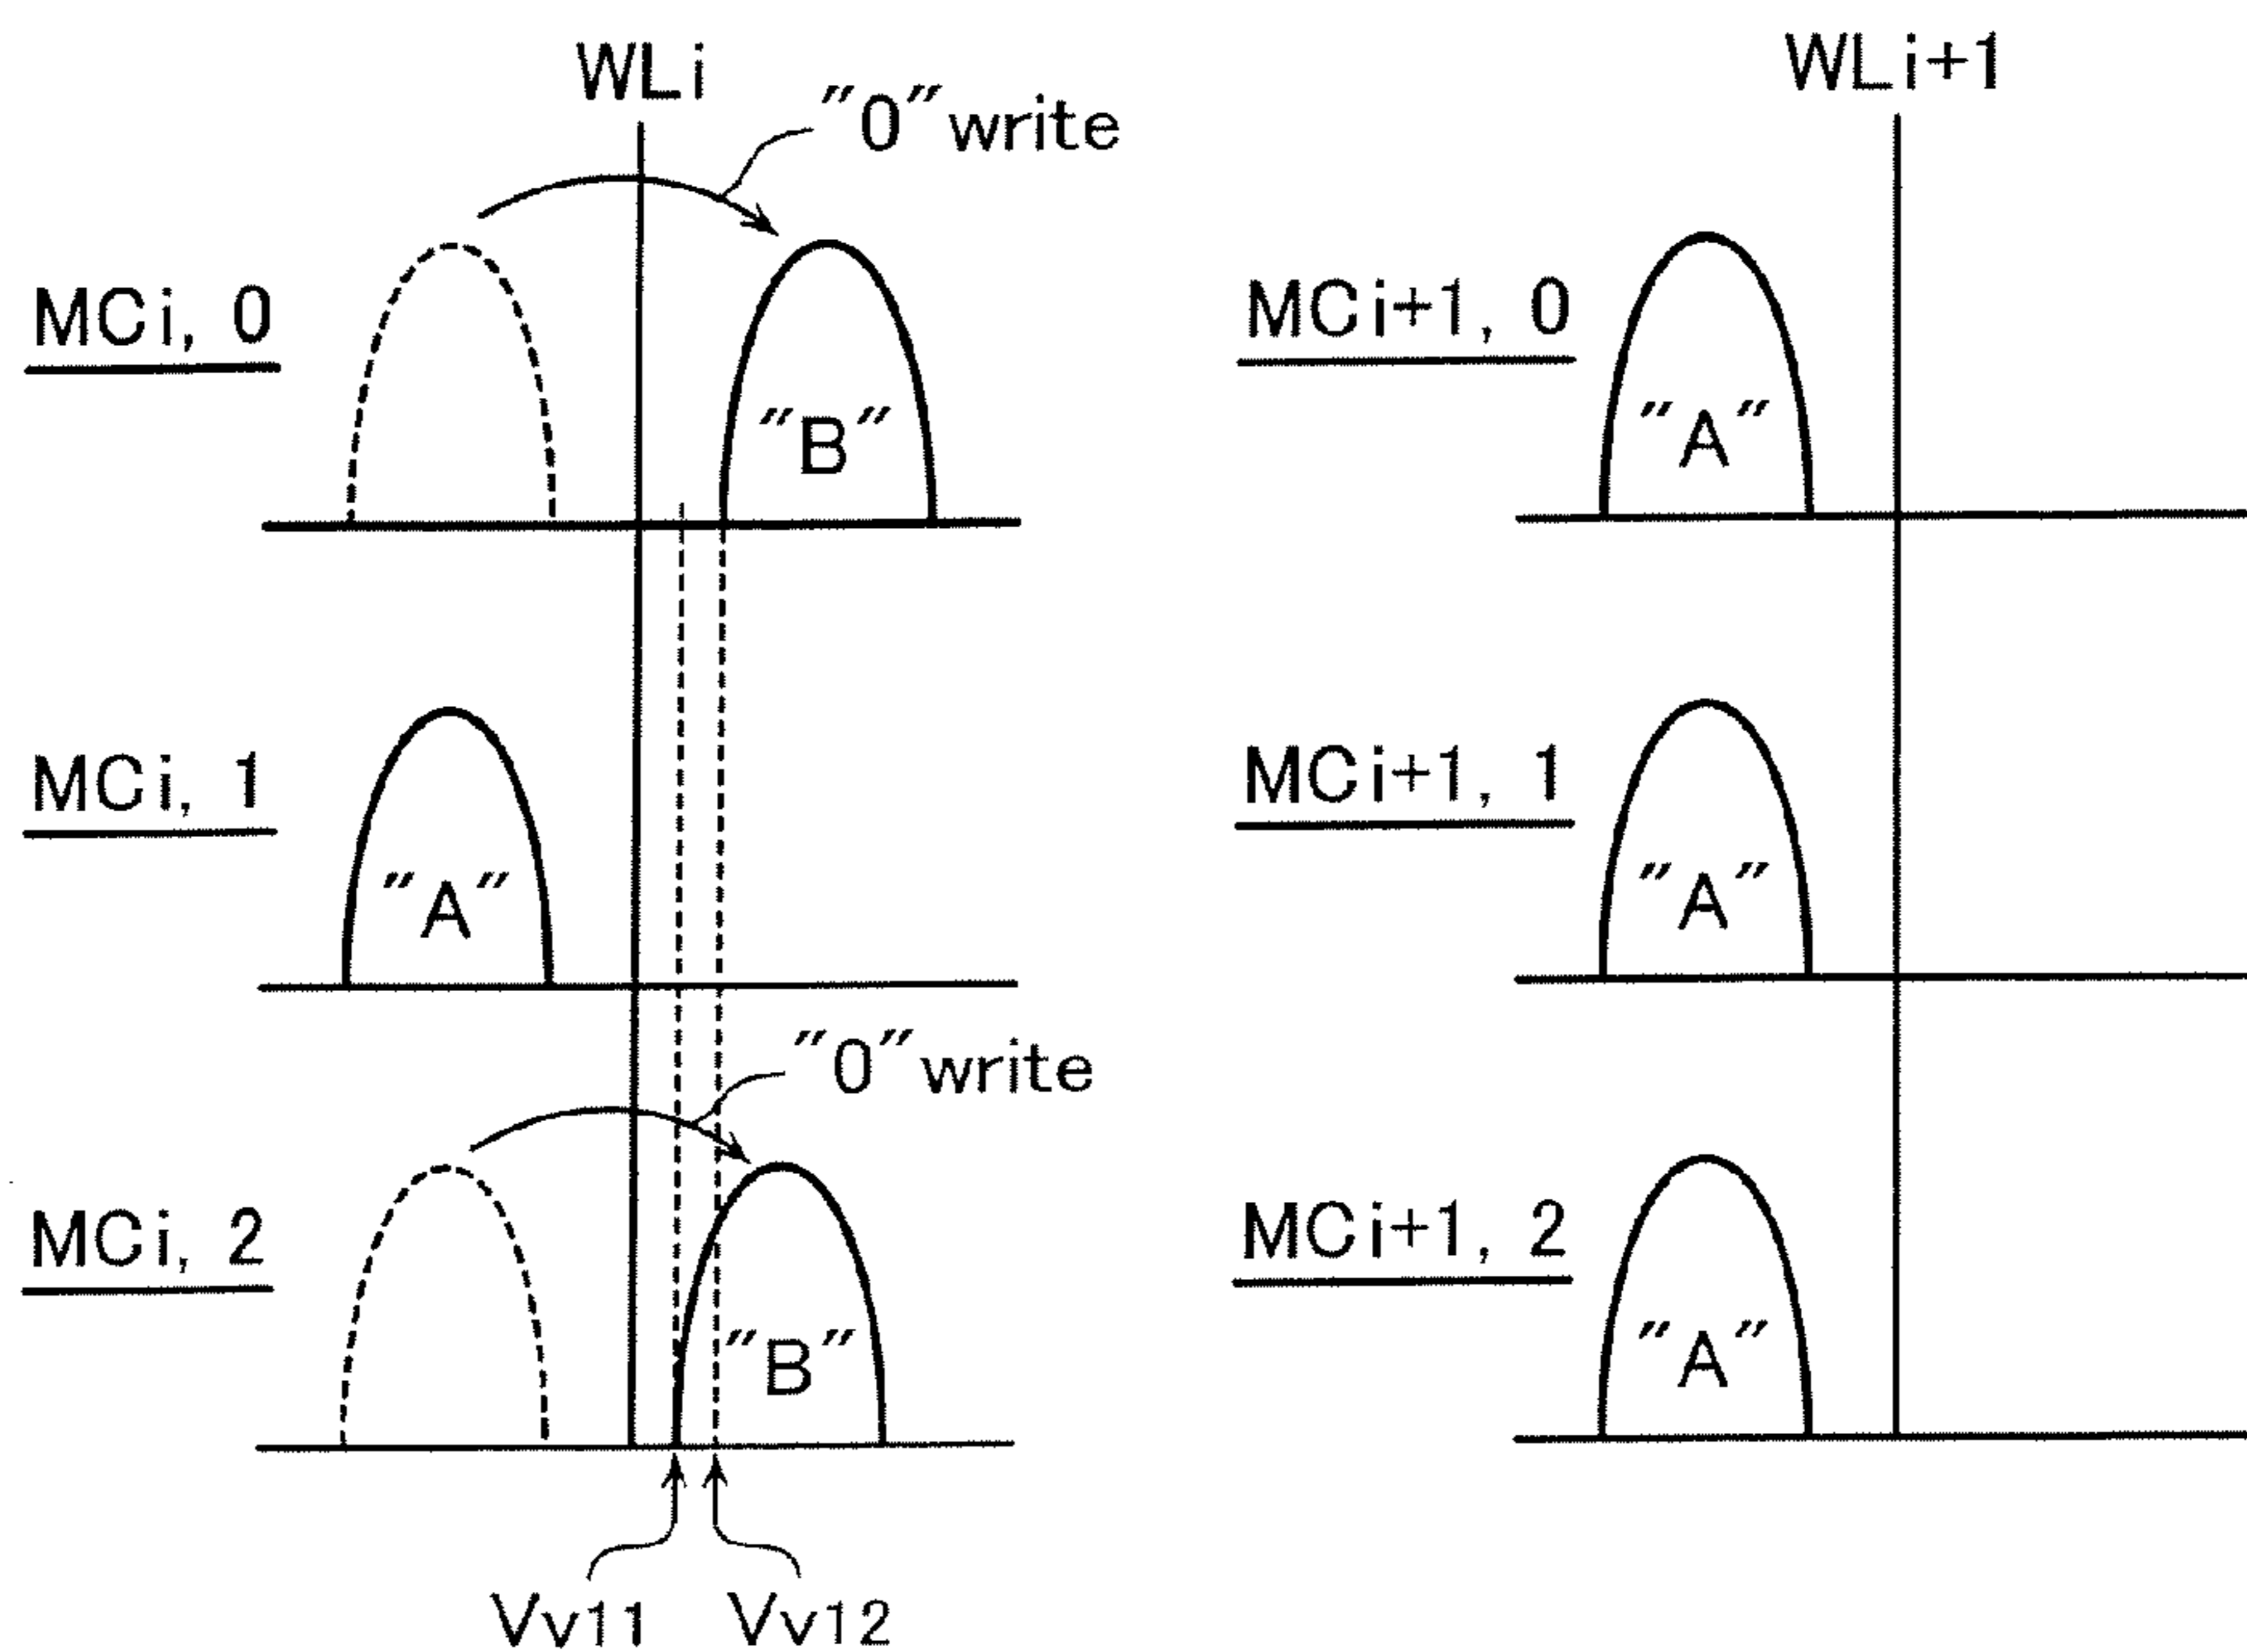 WLi
"0" write
MCi, 0
"B"
MCi, 1
"A"
"0" write
MCi, 2
"B"
Vv11
Vv12
WLi+1
MCi+1, 0
"A"
MCi+1, 1
"A"
MCi+1, 2
"A"